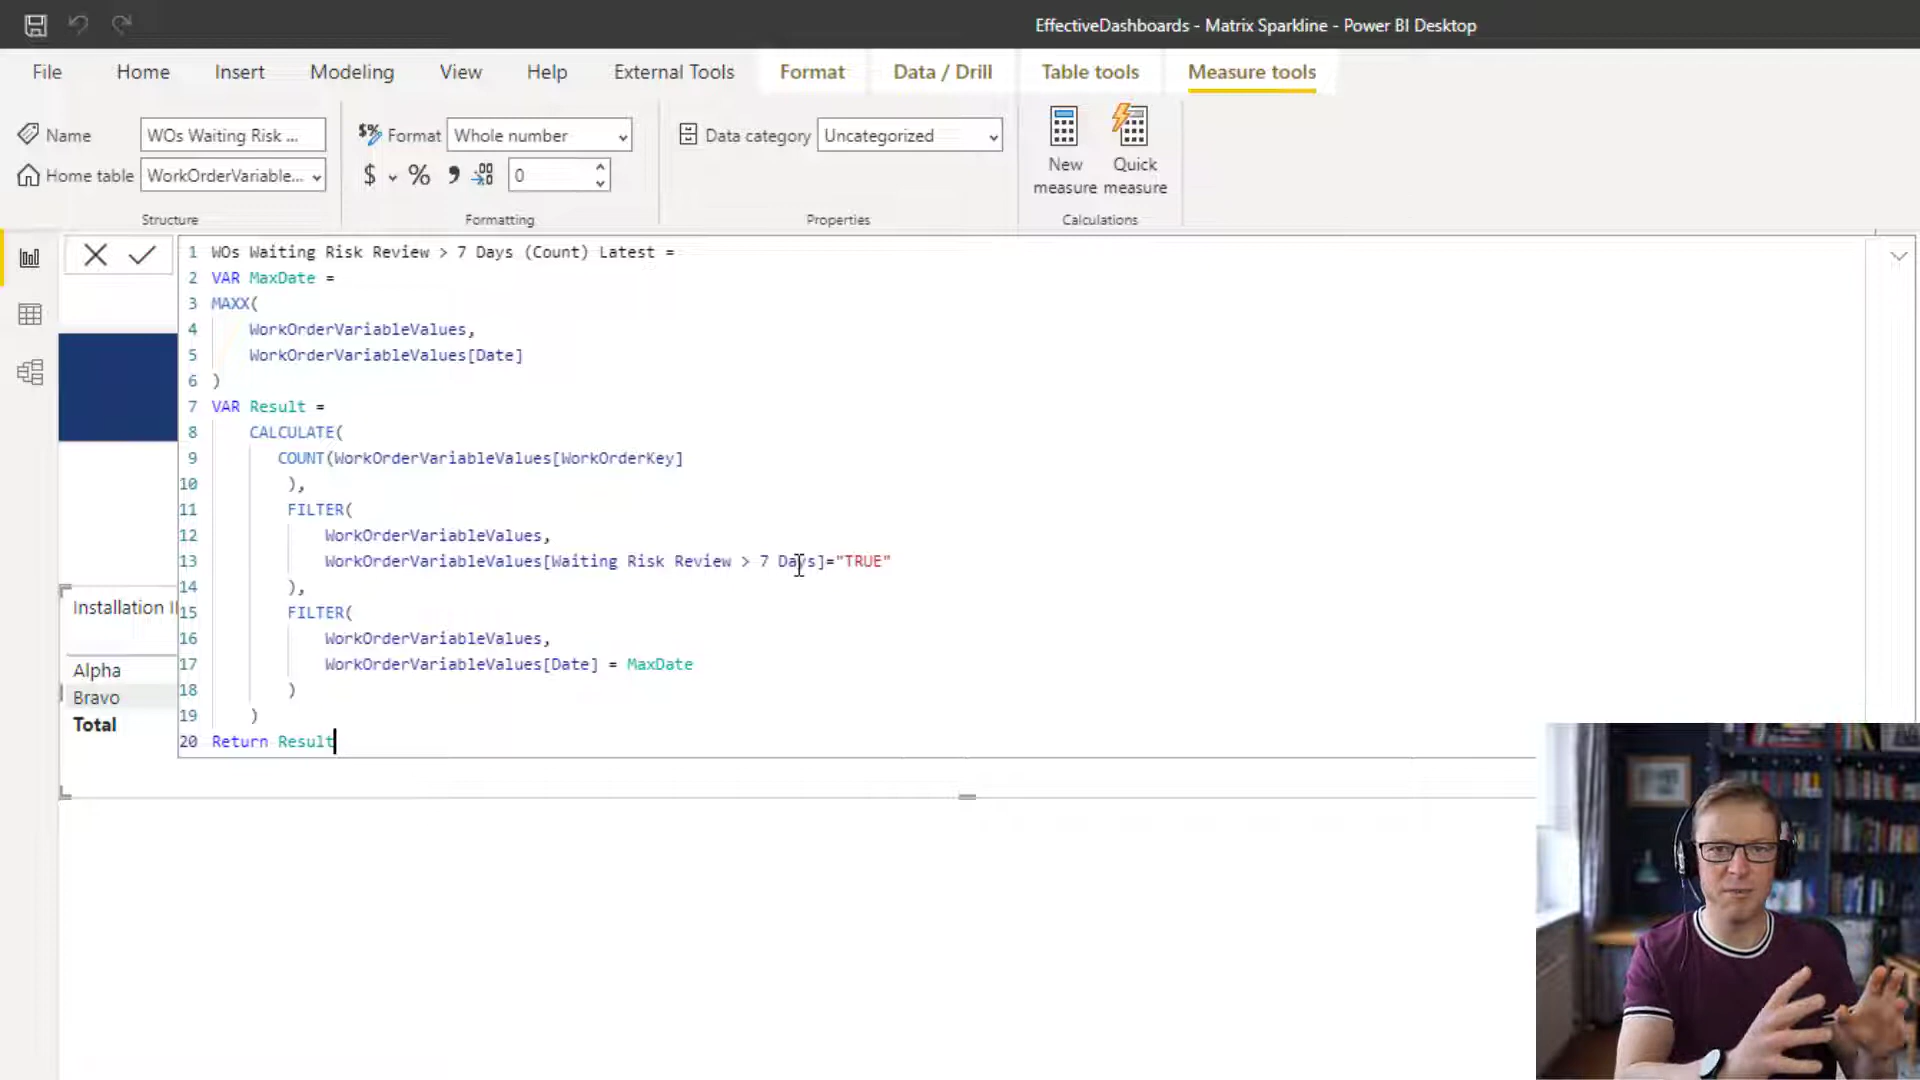 EffectiveDashboards - Matrix Sparkline - Power BI Desktop
File Home Insert Modeling View Help External Tools Format Data / Drill Table tools Measure tools
Name WOs Waiting Risk ...
Home table WorkOrderVariable...
Structure
$% Format Whole number
$ % , .00 0
Formatting
Data category Uncategorized
Properties
New measure
Quick measure
Calculations
1 WOs Waiting Risk Review > 7 Days (Count) Latest =
2 VAR MaxDate =
3 MAXX(
4 WorkOrderVariableValues,
5 WorkOrderVariableValues[Date]
6 )
7 VAR Result =
8 CALCULATE(
9 COUNT(WorkOrderVariableValues[WorkOrderKey]
10 ),
11 FILTER(
12 WorkOrderVariableValues,
13 WorkOrderVariableValues[Waiting Risk Review > 7 Days]="TRUE"
14 ),
15 FILTER(
16 WorkOrderVariableValues,
17 WorkOrderVariableValues[Date] = MaxDate
18 )
19 )
20 Return Result
Installation
Alpha
Bravo
Total